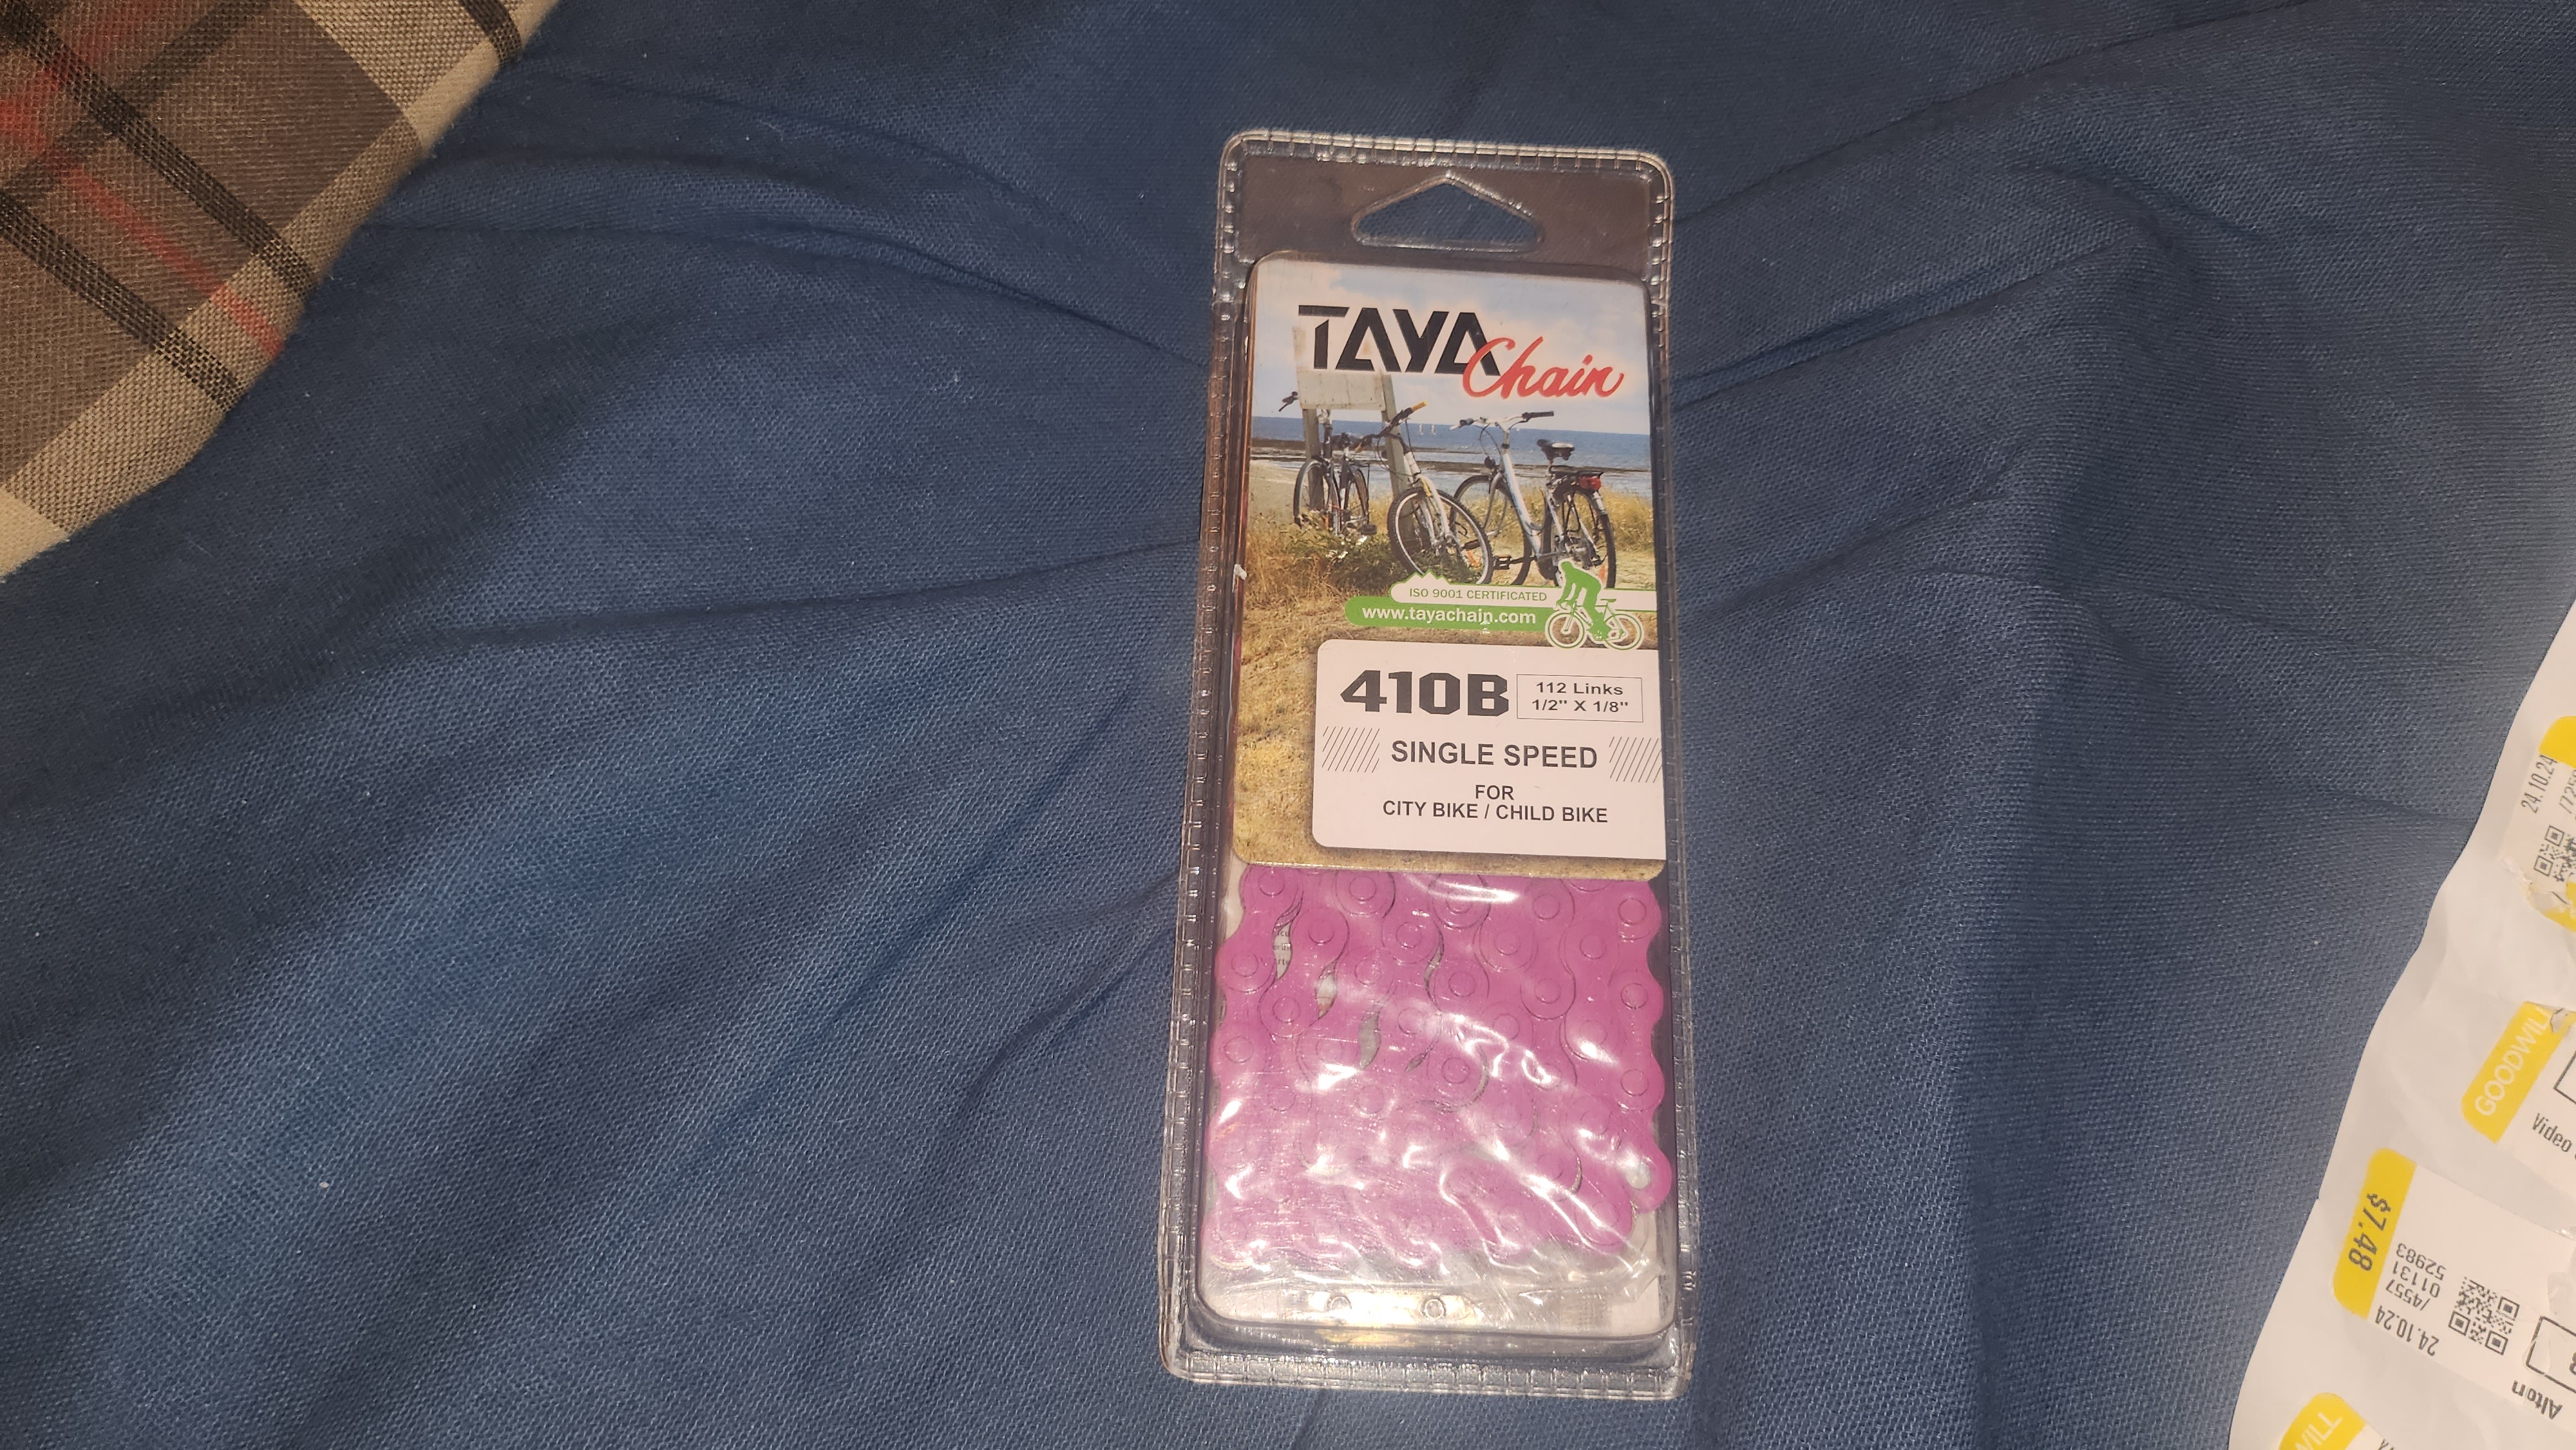 TAYA Chain
ISO 9001 CERTIFICATED
www.tayachain.com
410B
112 Links
1/2" X 1/8"
SINGLE SPEED
FOR
CITY BIKE / CHILD BIKE
24.10.24
GOODWILL
Video
$7.48
24.10.24
/4557
01131
52983
Alton